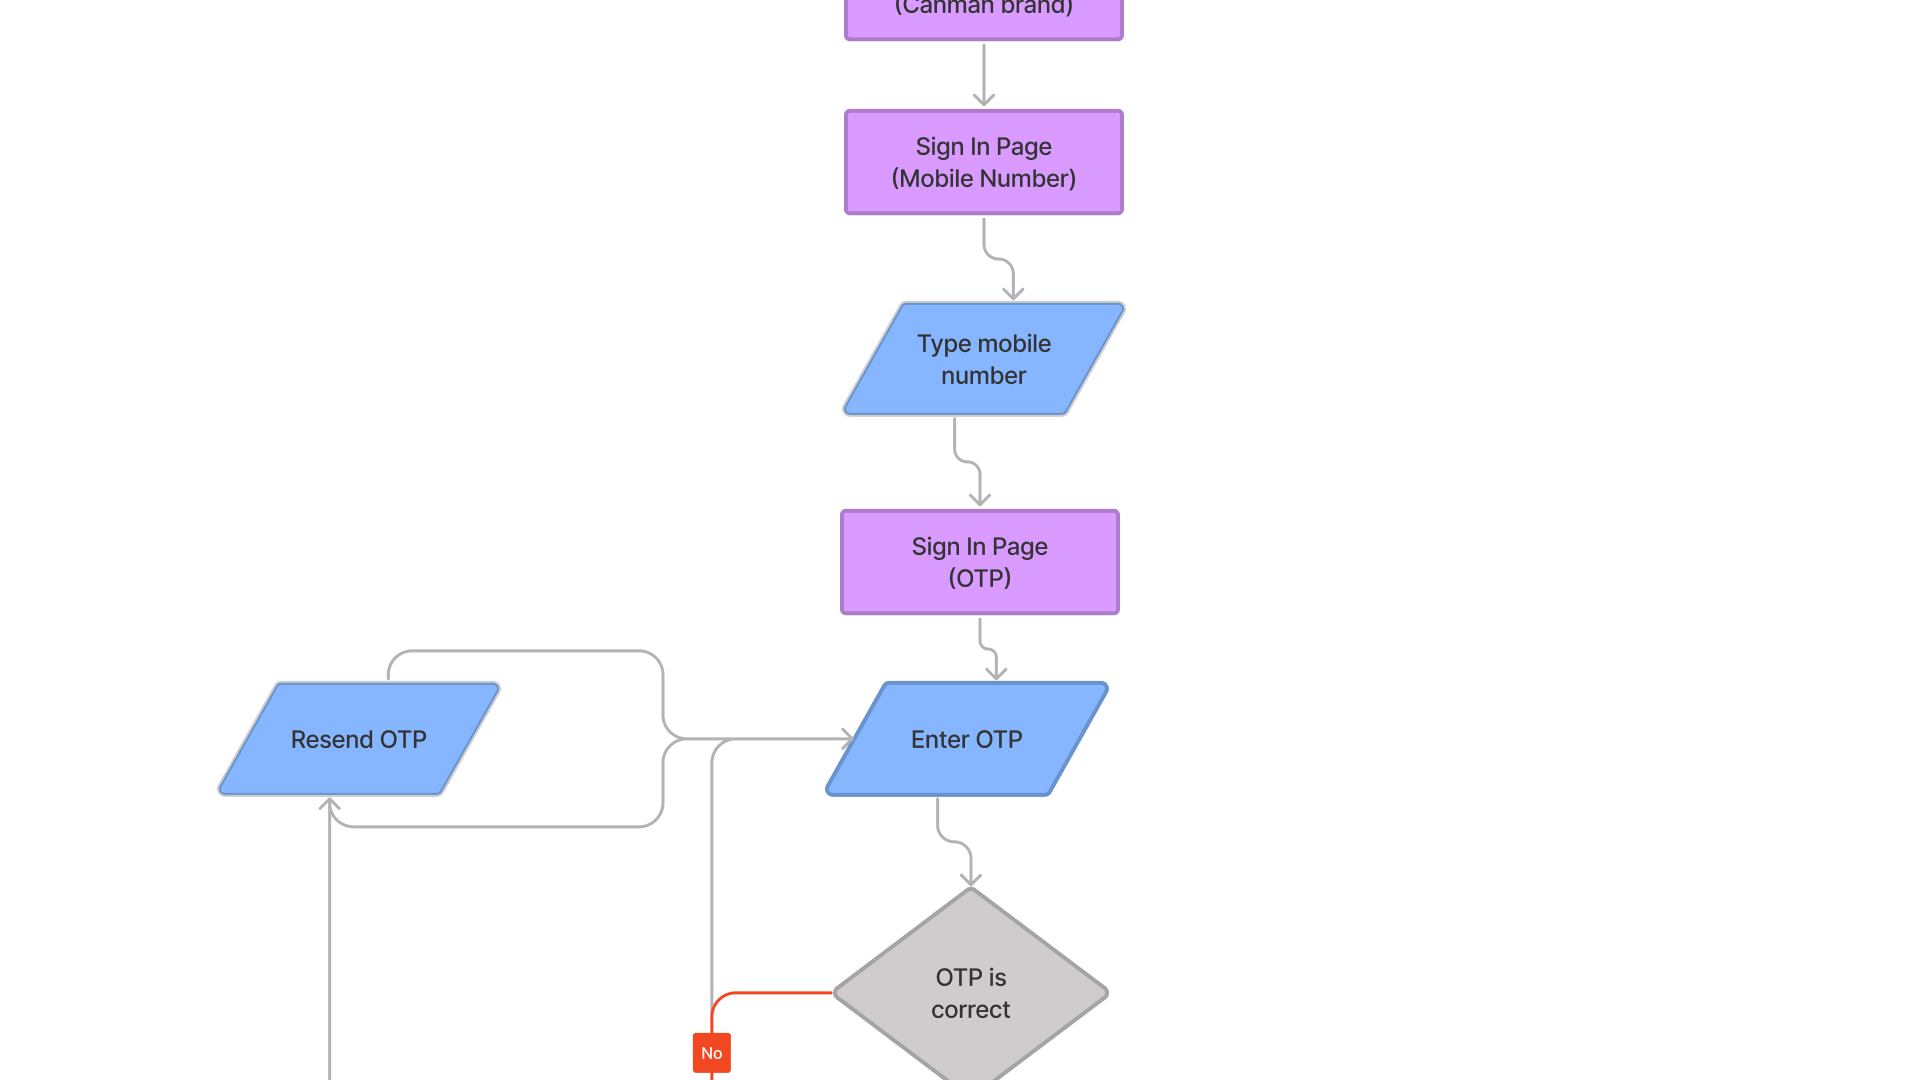 (Canman brand)
Sign In Page
(Mobile Number)
Type mobile
number
Sign In Page
(OTP)
Resend OTP
Enter OTP
OTP is
correct
No